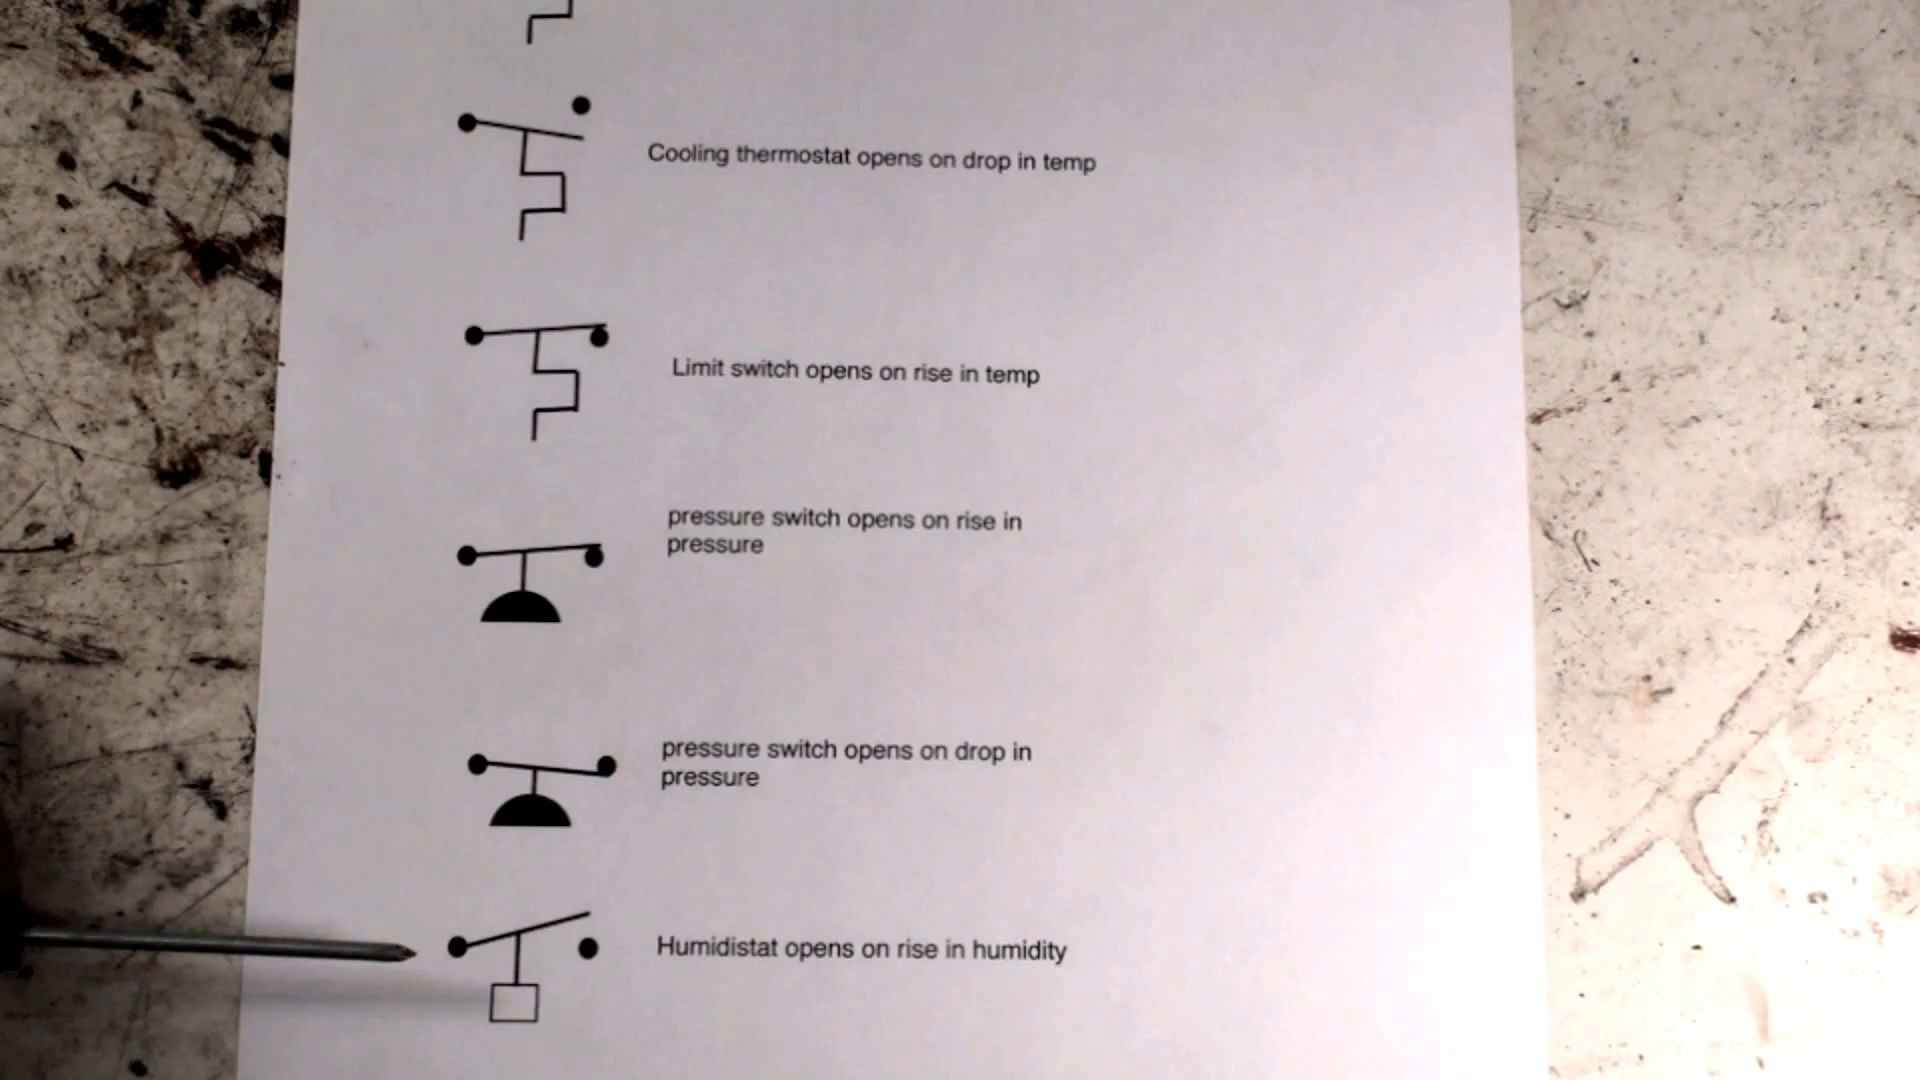 Cooling thermostat opens on drop in temp
Limit switch opens on rise in temp
pressure switch opens on rise in
pressure
pressure switch opens on drop in
pressure
Humidistat opens on rise in humidity